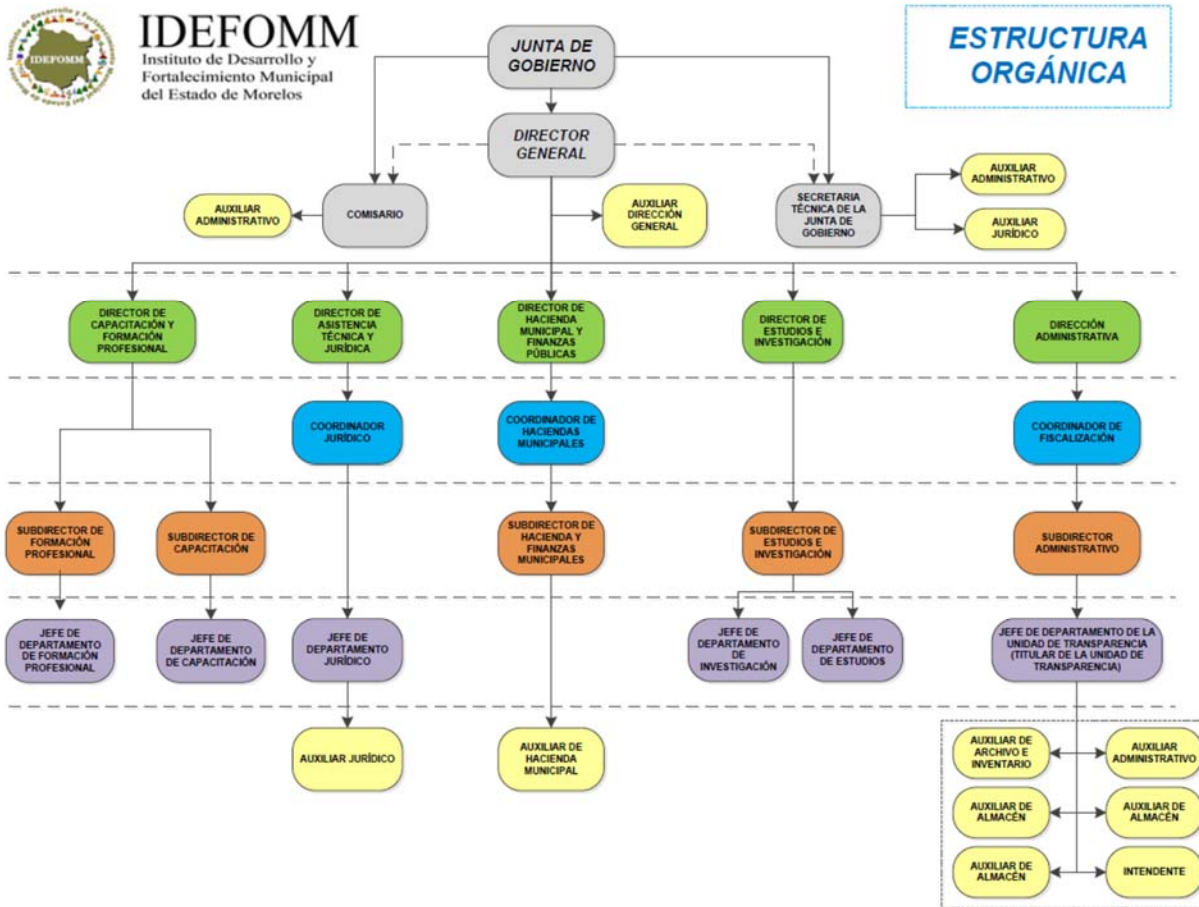 IDEFOMM
IDEFOMM
Instituto de Desarrollo y
Fortalecimiento Municipal
del Estado de Morelos
ESTRUCTURA
ORGÁNICA
JUNTA DE
GOBIERNO
DIRECTOR
GENERAL
AUXILIAR
ADMINISTRATIVO
COMISARIO
AUXILIAR
DIRECCIÓN
GENERAL
SECRETARIA
TÉCNICA DE LA
JUNTA DE
GOBIERNO
AUXILIAR
ADMINISTRATIVO
AUXILIAR
JURÍDICO
DIRECTOR DE
CAPACITACIÓN Y
FORMACIÓN
PROFESIONAL
DIRECTOR DE
ASISTENCIA
TÉCNICA Y
JURÍDICA
DIRECTOR DE
HACIENDA
MUNICIPAL Y
FINANZAS
PÚBLICAS
DIRECTOR DE
ESTUDIOS E
INVESTIGACIÓN
DIRECCIÓN
ADMINISTRATIVA
COORDINADOR
JURÍDICO
COORDINADOR DE
HACIENDAS
MUNICIPALES
COORDINADOR DE
FISCALIZACIÓN
SUBDIRECTOR DE
FORMACIÓN
PROFESIONAL
SUBDIRECTOR DE
CAPACITACIÓN
SUBDIRECTOR DE
HACIENDA Y
FINANZAS
MUNICIPALES
SUBDIRECTOR DE
ESTUDIOS E
INVESTIGACIÓN
SUBDIRECTOR
ADMINISTRATIVO
JEFE DE
DEPARTAMENTO
DE FORMACIÓN
PROFESIONAL
JEFE DE
DEPARTAMENTO
DE CAPACITACIÓN
JEFE DE
DEPARTAMENTO
JURÍDICO
JEFE DE
DEPARTAMENTO
DE
INVESTIGACIÓN
JEFE DE
DEPARTAMENTO
DE ESTUDIOS
JEFE DE DEPARTAMENTO DE LA
UNIDAD DE TRANSPARENCIA
(TITULAR DE LA UNIDAD DE
TRANSPARENCIA)
AUXILIAR JURÍDICO
AUXILIAR DE
HACIENDA
MUNICIPAL
AUXILIAR DE
ARCHIVO E
INVENTARIO
AUXILIAR
ADMINISTRATIVO
AUXILIAR DE
ALMACÉN
AUXILIAR DE
ALMACÉN
AUXILIAR DE
ALMACÉN
INTENDENTE